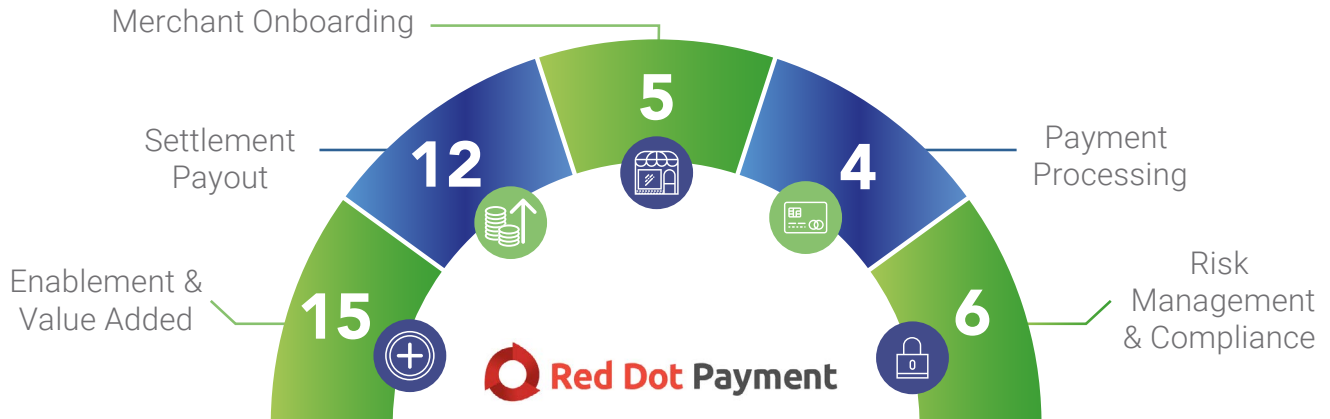 Merchant Onboarding
5
Settlement
Payout
12
4
Payment
Processing
Enablement &
Value Added
15
6
Risk
Management
& Compliance
Red Dot Payment